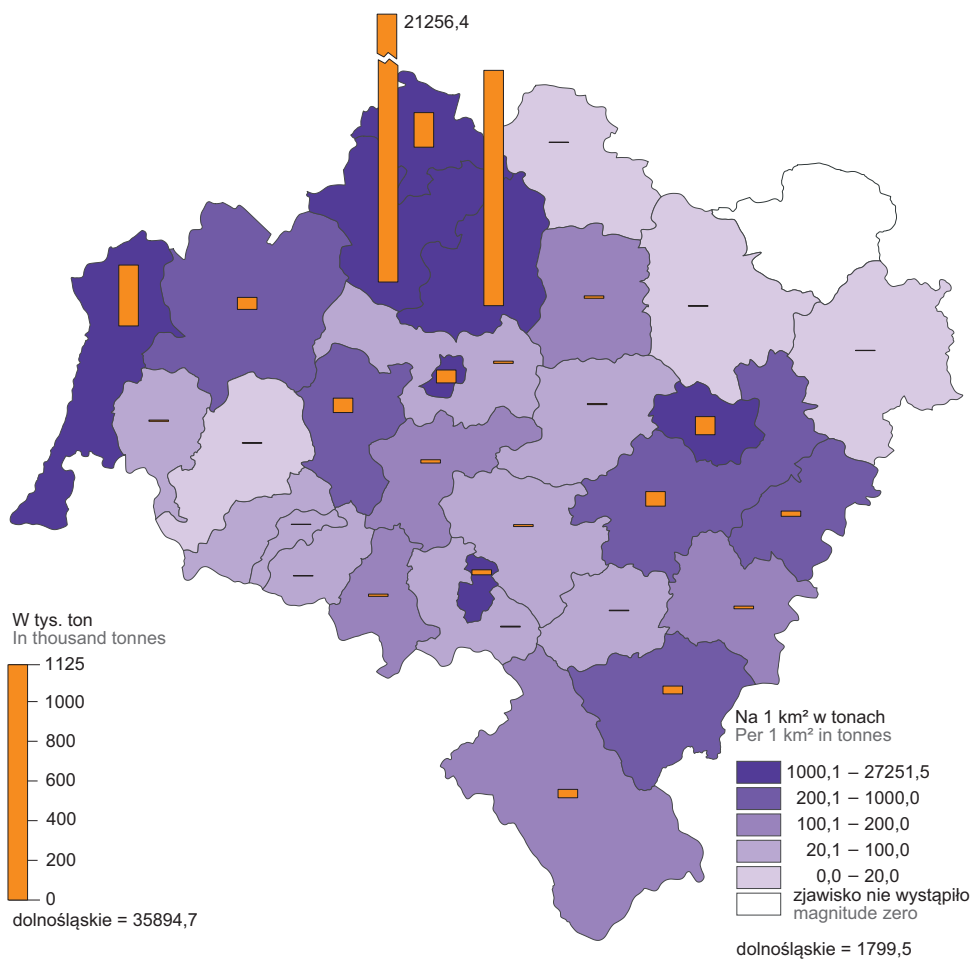 21256,4
W tys. ton
In thousand tonnes
1125
1000
800
600
400
200
0
dolnośląskie = 35894,7
Na 1 km² w tonach
Per 1 km² in tonnes
1000,1 – 27251,5
200,1 – 1000,0
100,1 – 200,0
20,1 – 100,0
0,0 – 20,0
zjawisko nie wystąpiło
magnitude zero
dolnośląskie = 1799,5